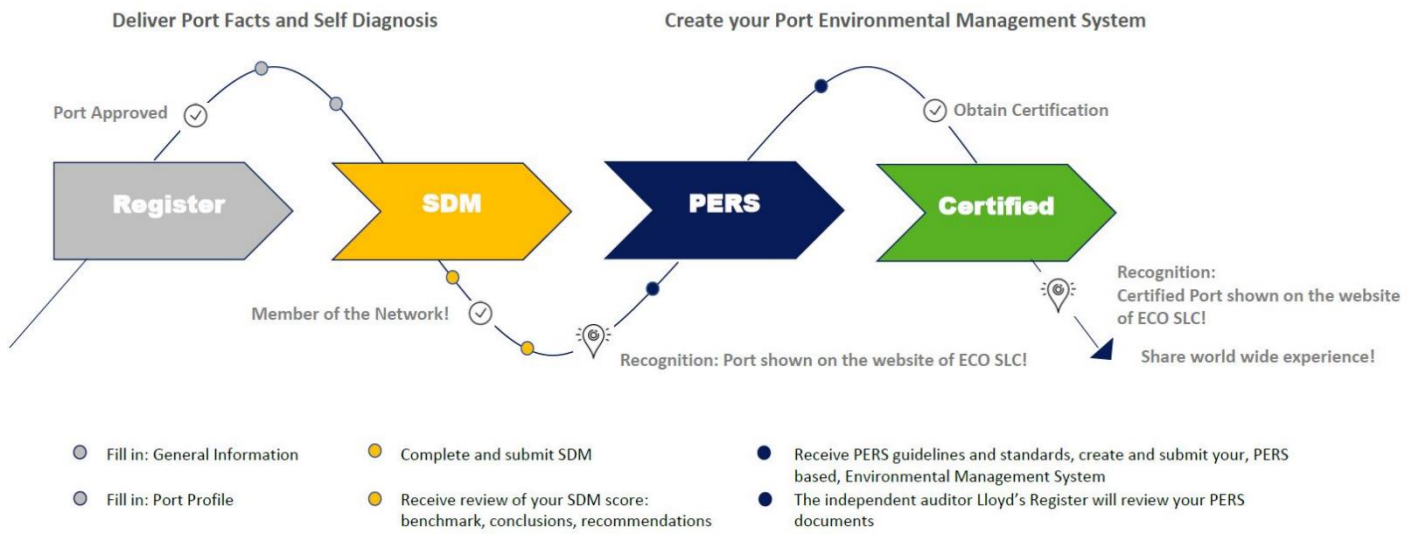 Deliver Port Facts and Self Diagnosis
Create your Port Environmental Management System
Port Approved
Obtain Certification
Register
SDM
PERS
Certified
Member of the Network!
Recognition: Port shown on the website of ECO SLC!
Recognition:
Certified Port shown on the website
of ECO SLC!
Share world wide experience!
Fill in: General Information
Fill in: Port Profile
Complete and submit SDM
Receive review of your SDM score:
benchmark, conclusions, recommendations
Receive PERS guidelines and standards, create and submit your, PERS
based, Environmental Management System
The independent auditor Lloyd's Register will review your PERS
documents